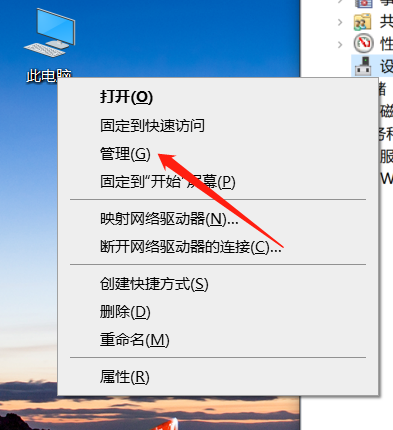 此电脑
打开(O)
固定到快速访问
管理(G)
固定到"开始"屏幕(P)
映射网络驱动器(N)...
断开网络驱动器的连接(C)...
创建快捷方式(S)
删除(D)
重命名(M)
属性(R)
共
性
设
储
磁
服
W